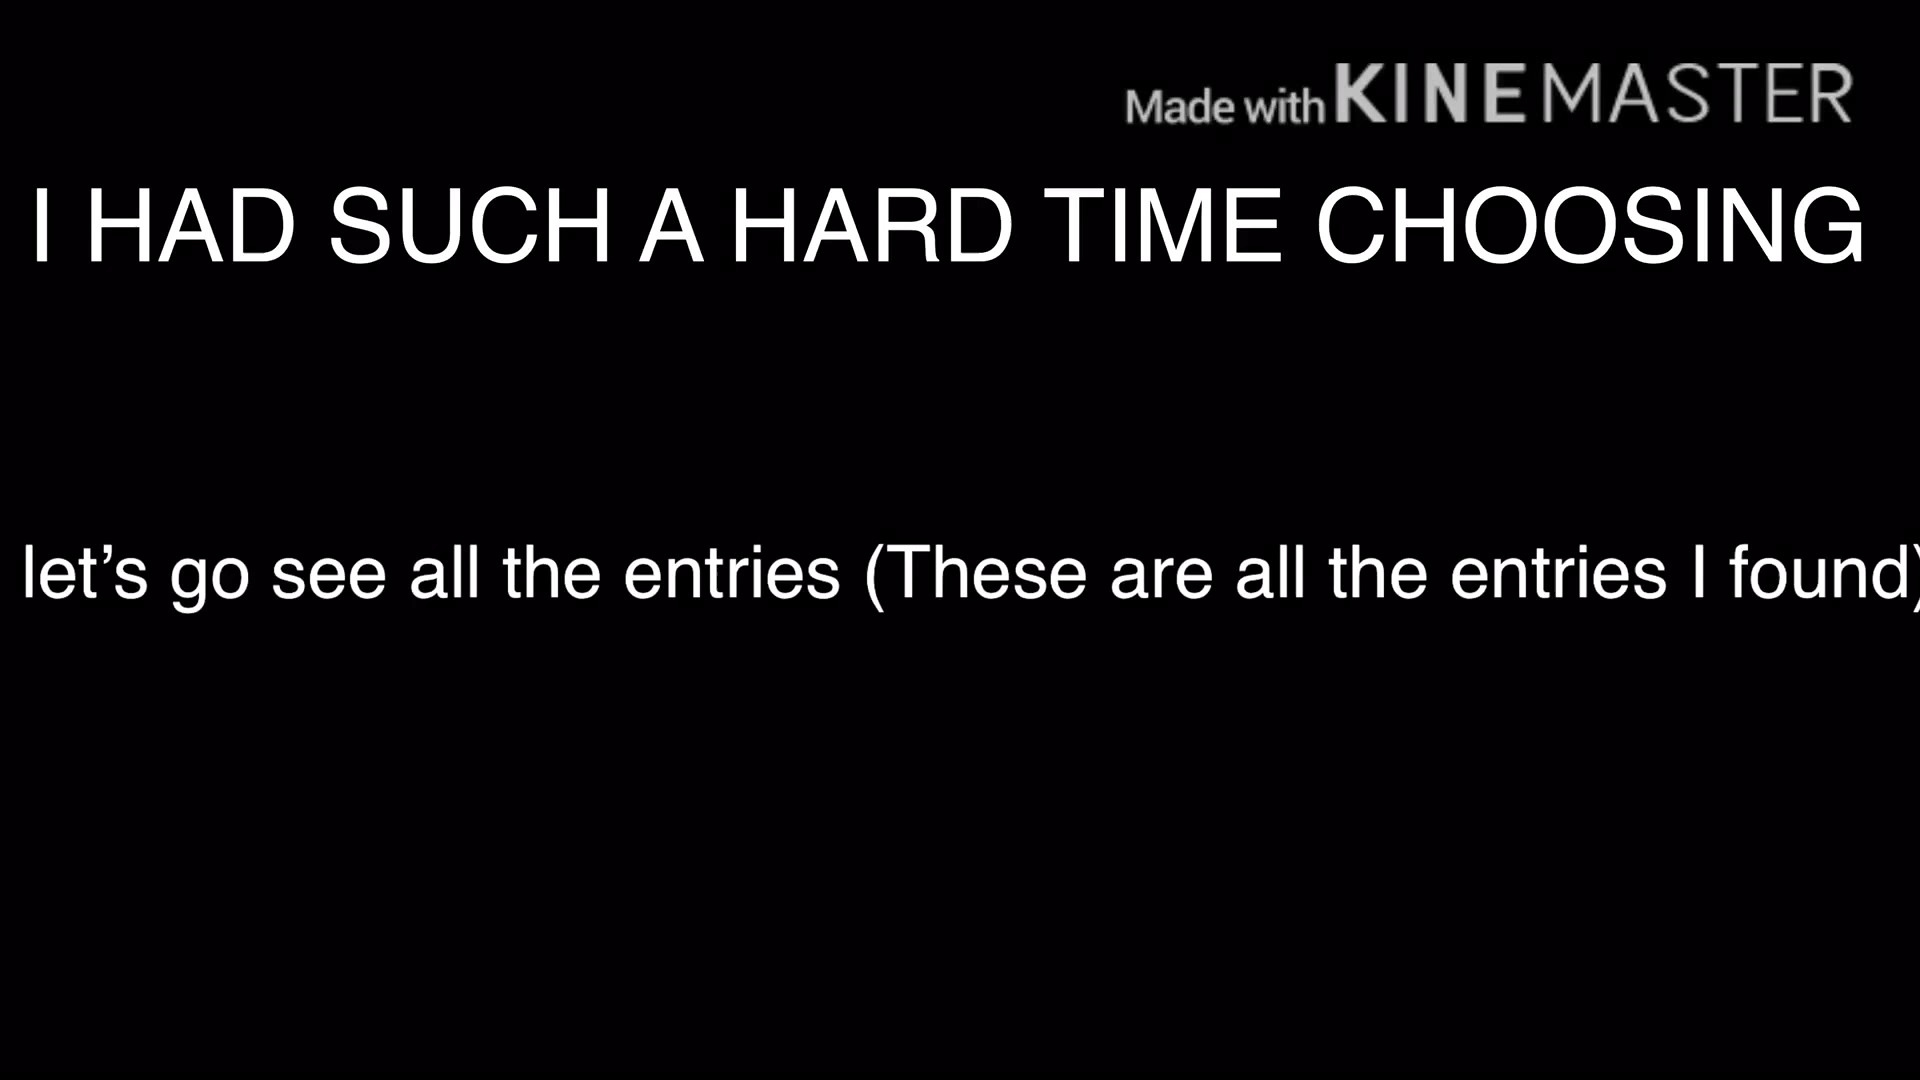 Made with KINEMASTER
I HAD SUCH A HARD TIME CHOOSING
let’s go see all the entries (These are all the entries I found)